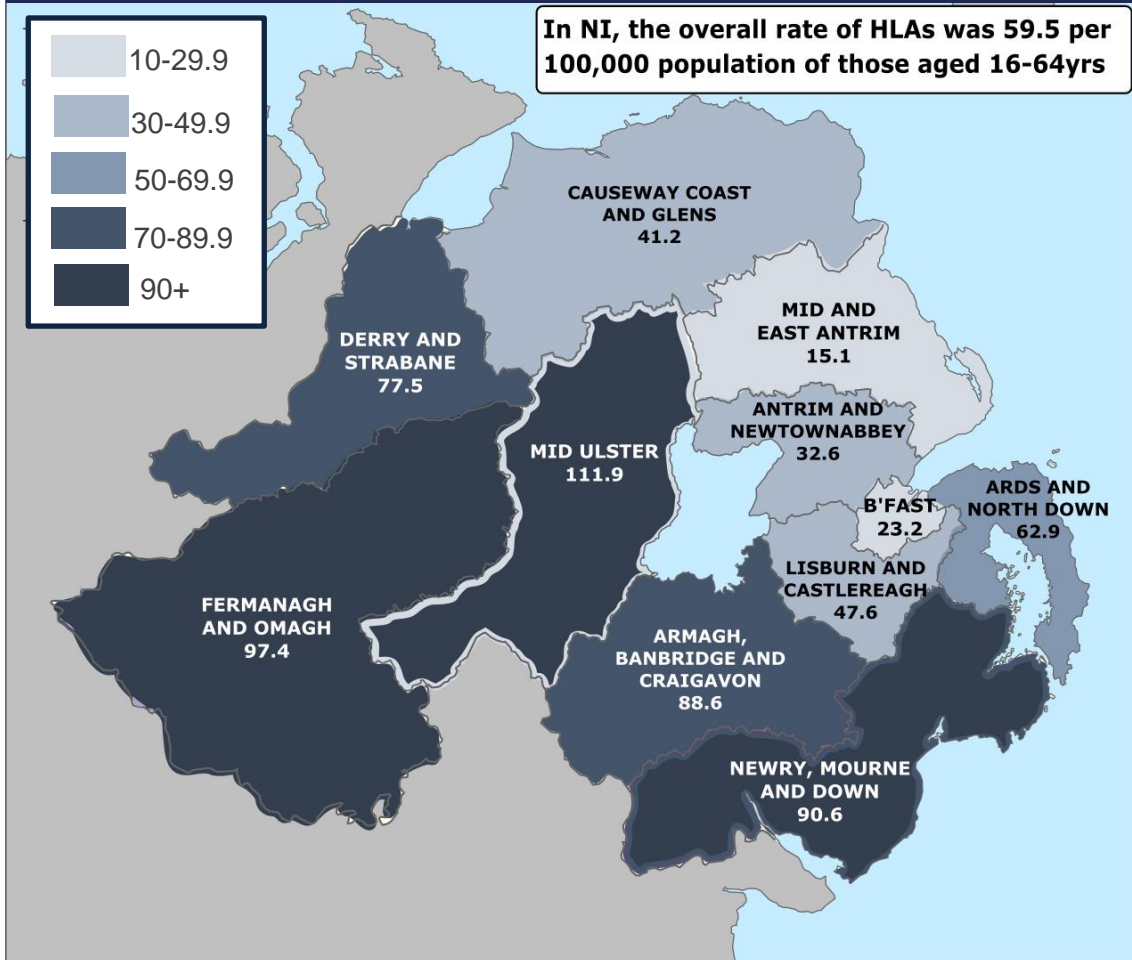 10-29.9
30-49.9
50-69.9
70-89.9
90+
In NI, the overall rate of HLAs was 59.5 per
100,000 population of those aged 16-64yrs
CAUSEWAY COAST
AND GLENS
41.2
MID AND
EAST ANTRIM
15.1
DERRY AND
STRABANE
77.5
ANTRIM AND
NEWTOWNABBEY
32.6
MID ULSTER
111.9
B'FAST
23.2
ARDS AND
NORTH DOWN
62.9
LISBURN AND
CASTLEREAGH
47.6
FERMANAGH
AND OMAGH
97.4
ARMAGH,
BANBRIDGE AND
CRAIGAVON
88.6
NEWRY, MOURNE
AND DOWN
90.6